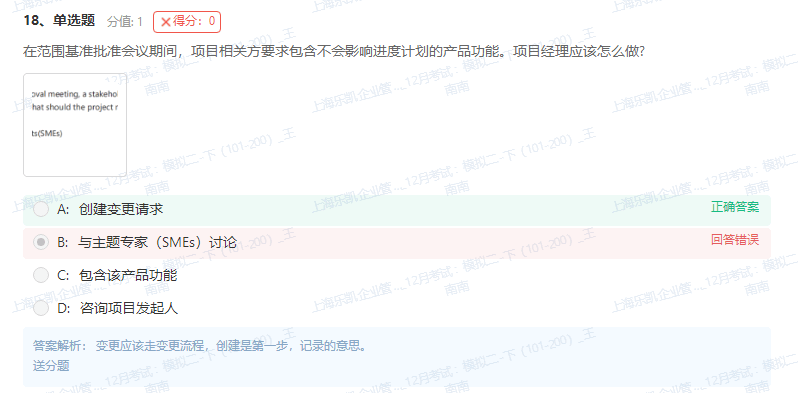 18、单选题 分值: 1 ×得分：0
在范围基准批准会议期间，项目相关方要求包含不会影响进度计划的产品功能。项目经理应该怎么做?
oval meeting, a stakehol
hat should the project r
ts(SMEs)
A: 创建变更请求 正确答案
B: 与主题专家（SMEs）讨论 回答错误
C: 包含该产品功能
D: 咨询项目发起人
答案解析： 变更应该走变更流程，创建是第一步，记录的意思。
送分题
上海乐凯企业管..._12月考试：模拟二-下（101-200）_王
南南